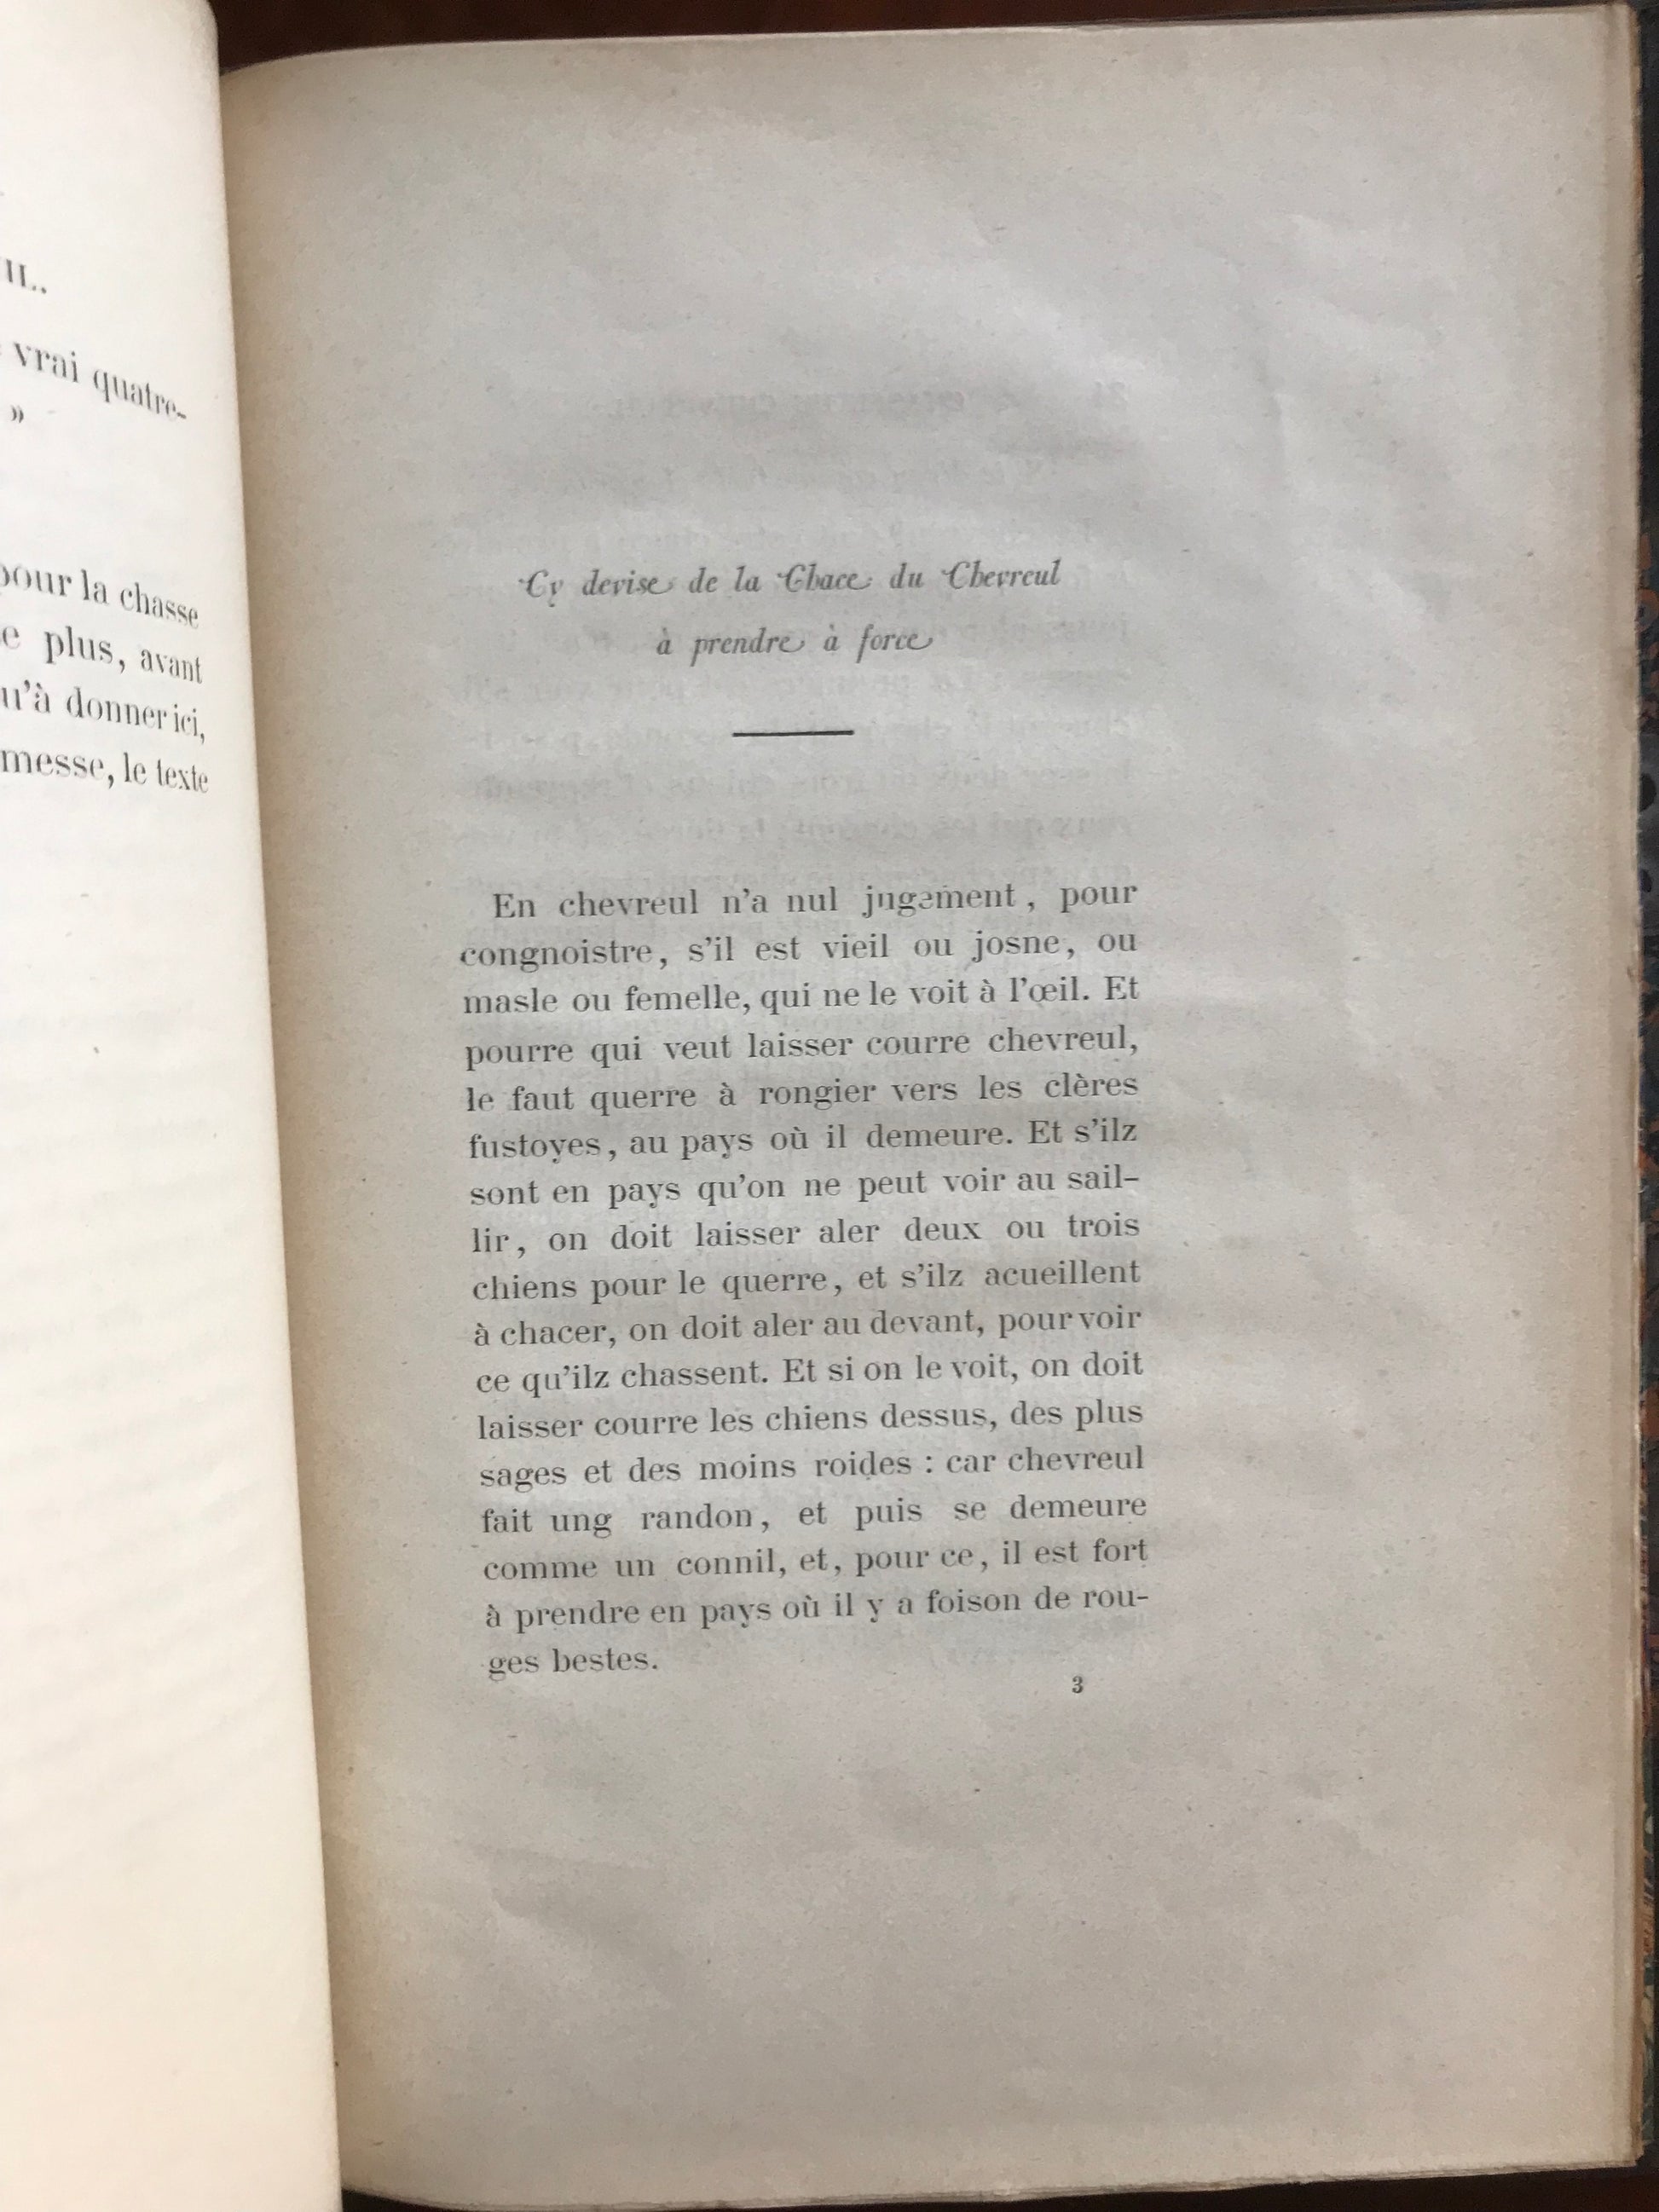 IL.
vrai quatre-
»
pour la chasse
e plus, avant
u'à donner ici,
messe, le texte
Cy devise de la Chace du Chevreul
à prendre à force
En chevreul n'a nul jugement, pour
congnoistre, s'il est vieil ou josne, ou
masle ou femelle, qui ne le voit à l'œil. Et
pourre qui veut laisser courre chevreul,
le faut querre à rongier vers les clères
fustoyes, au pays où il demeure. Et s'ilz
sont en pays qu'on ne peut voir au sail-
lir, on doit laisser aler deux ou trois
chiens pour le querre, et s'ilz acueillent
à chacer, on doit aler au devant, pour voir
ce qu'ilz chassent. Et si on le voit, on doit
laisser courre les chiens dessus, des plus
sages et des moins roides : car chevreul
fait ung randon, et puis se demeure
comme un connil, et, pour ce, il est fort
à prendre en pays où il y a foison de rou-
ges bestes.
3